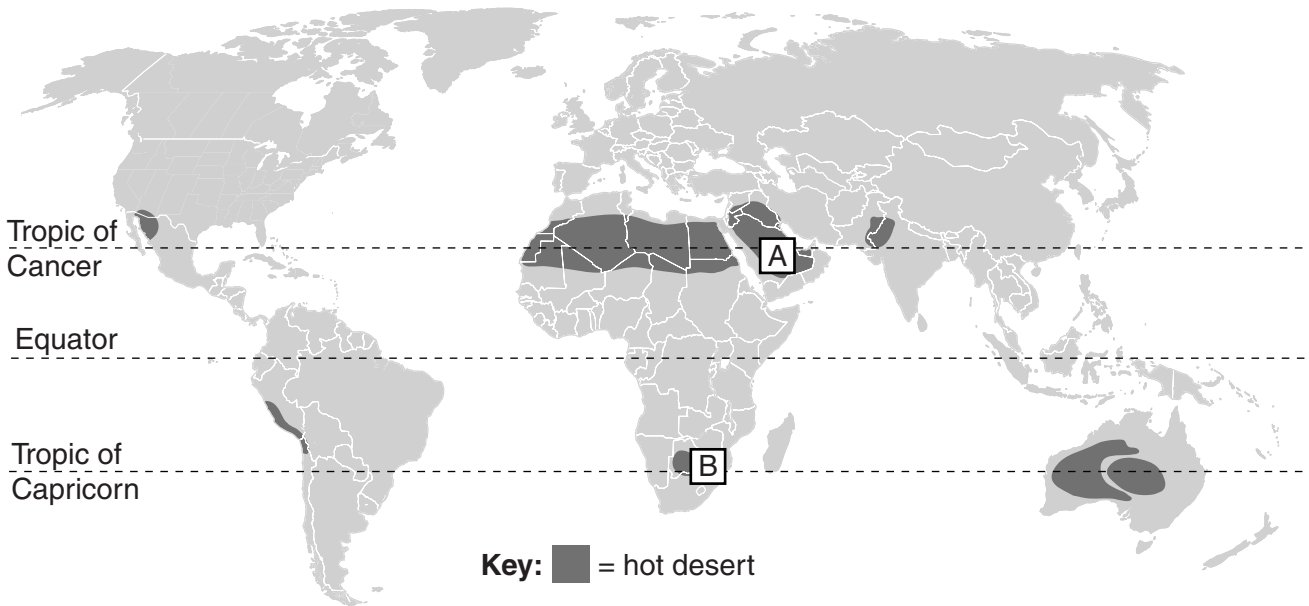 Tropic of
Cancer
A
Equator
Tropic of
Capricorn
B
Key: = hot desert